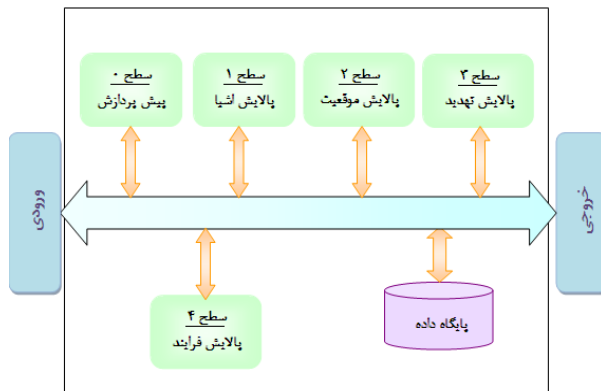 سطح ۰
پیش پردازش
سطح ۱
پالایش اشیا
سطح ۲
پالایش موقعیت
سطح ۳
پالایش تهدید
ورودی
خروجی
سطح ۴
پالایش فرایند
پایگاه داده